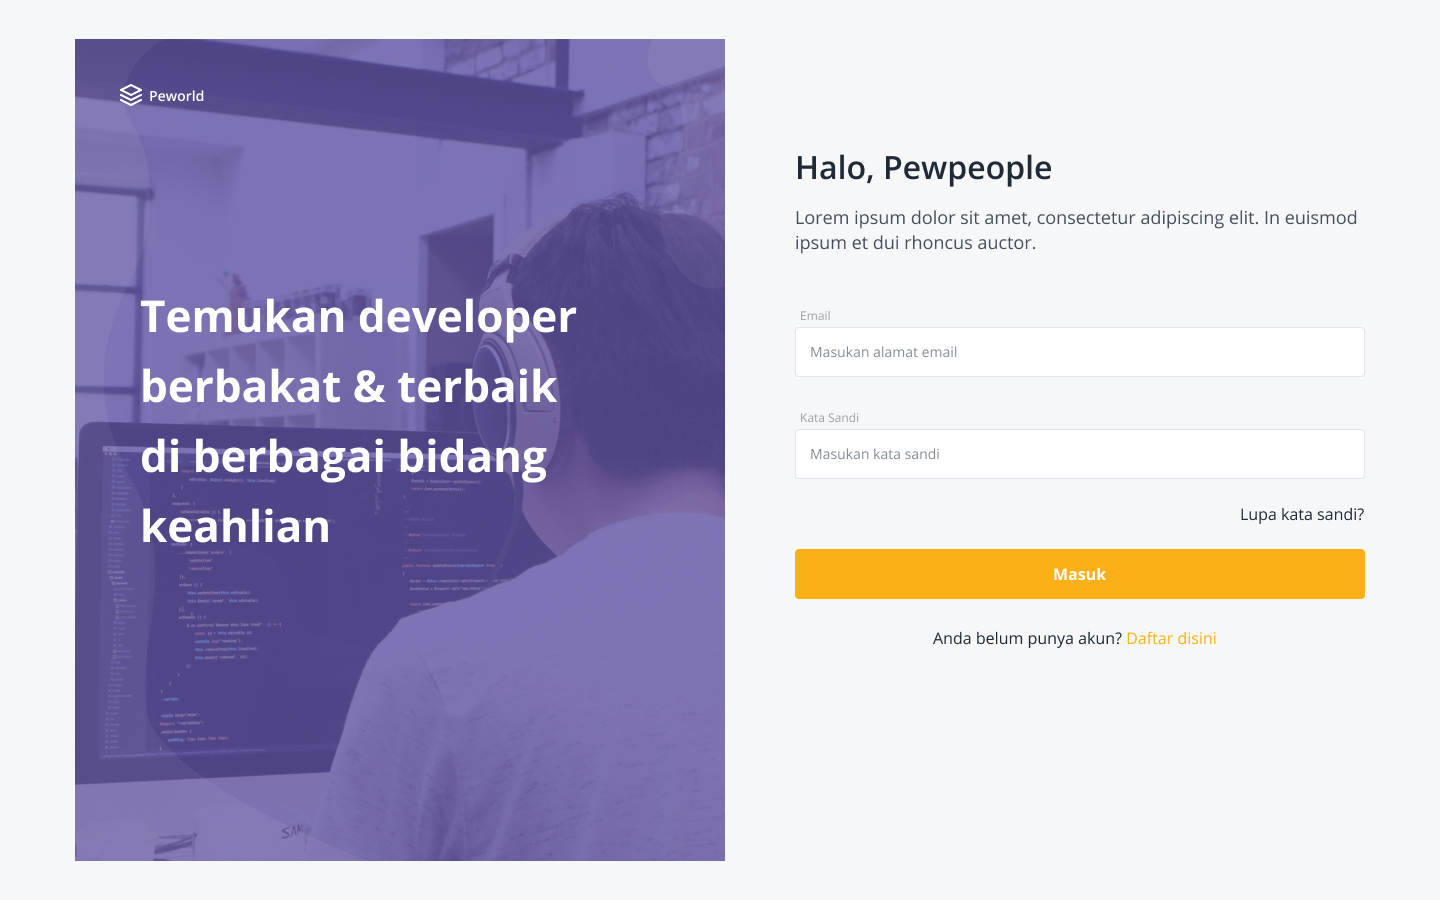 Peworld
Temukan developer
berbakat & terbaik
di berbagai bidang
keahlian
Halo, Pewpeople
Lorem ipsum dolor sit amet, consectetur adipiscing elit. In euismod
ipsum et dui rhoncus auctor.
Email
Masukan alamat email
Kata Sandi
Masukan kata sandi
Lupa kata sandi?
Masuk
Anda belum punya akun? Daftar disini